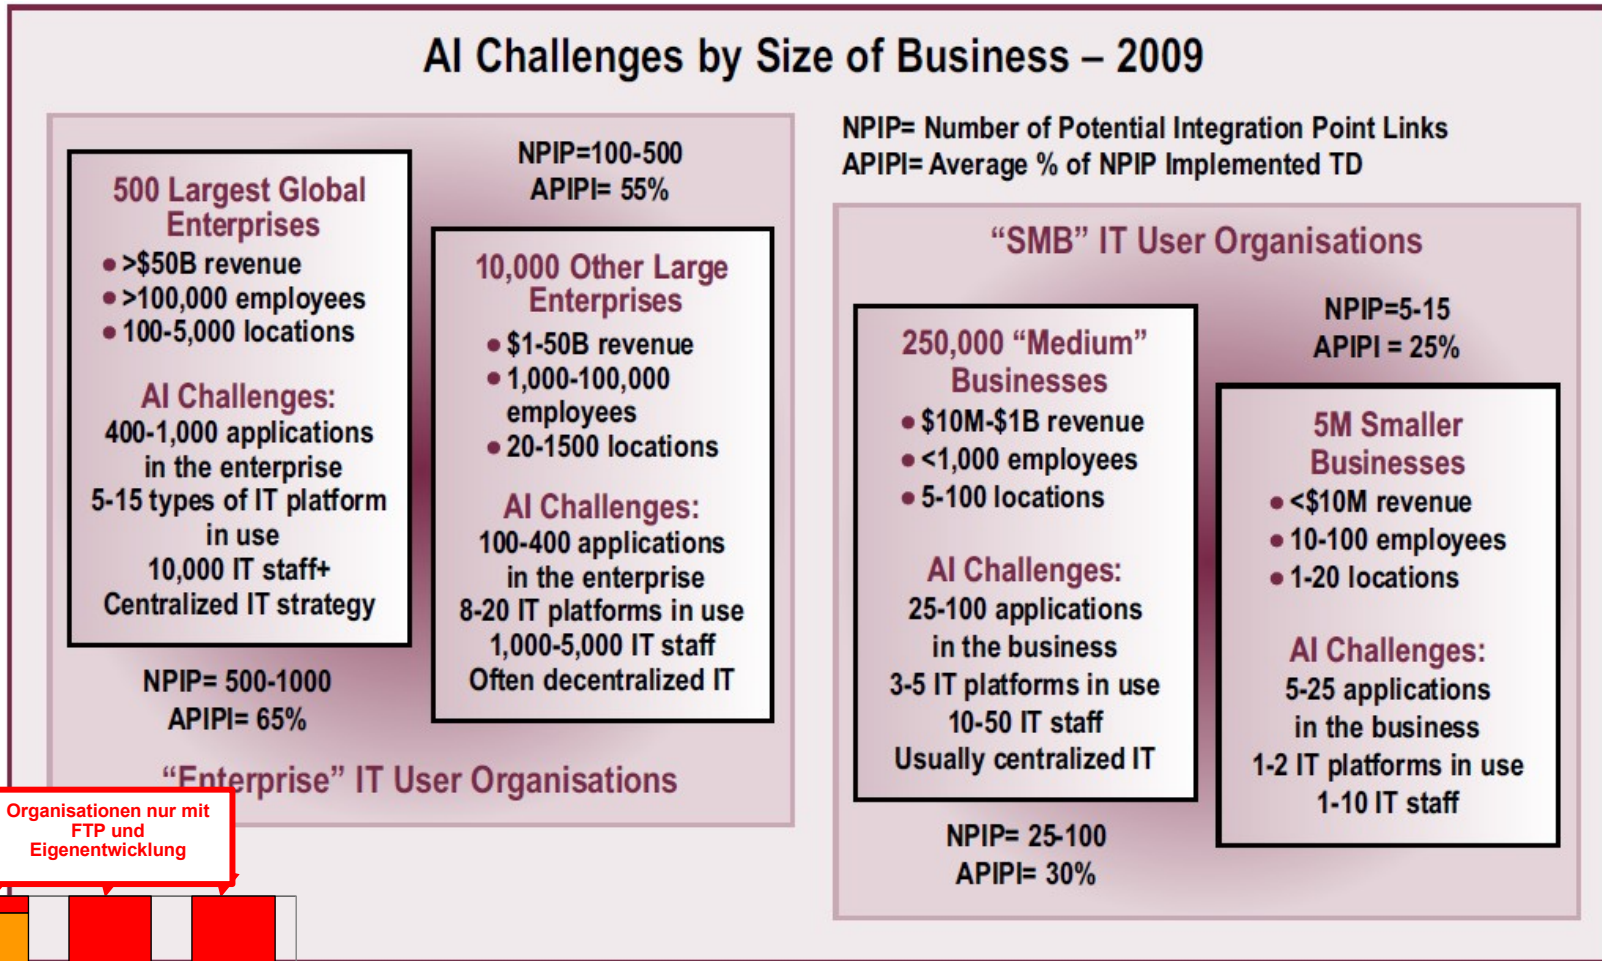 AI Challenges by Size of Business – 2009
NPIP=100-500
APIPI= 55%
NPIP= Number of Potential Integration Point Links
APIPI= Average % of NPIP Implemented TD
500 Largest Global
Enterprises
• >$50B revenue
• >100,000 employees
• 100-5,000 locations
AI Challenges:
400-1,000 applications
in the enterprise
5-15 types of IT platform
in use
10,000 IT staff+
Centralized IT strategy
NPIP= 500-1000
APIPI= 65%
10,000 Other Large
Enterprises
• $1-50B revenue
• 1,000-100,000
employees
• 20-1500 locations
AI Challenges:
100-400 applications
in the enterprise
8-20 IT platforms in use
1,000-5,000 IT staff
Often decentralized IT
“Enterprise” IT User Organisations
“SMB” IT User Organisations
250,000 “Medium”
Businesses
• $10M-$1B revenue
• <1,000 employees
• 5-100 locations
AI Challenges:
25-100 applications
in the business
3-5 IT platforms in use
10-50 IT staff
Usually centralized IT
NPIP= 25-100
APIPI= 30%
NPIP=5-15
APIPI = 25%
5M Smaller
Businesses
• <$10M revenue
• 10-100 employees
• 1-20 locations
AI Challenges:
5-25 applications
in the business
1-2 IT platforms in use
1-10 IT staff
Organisationen nur mit
FTP und
Eigenentwicklung